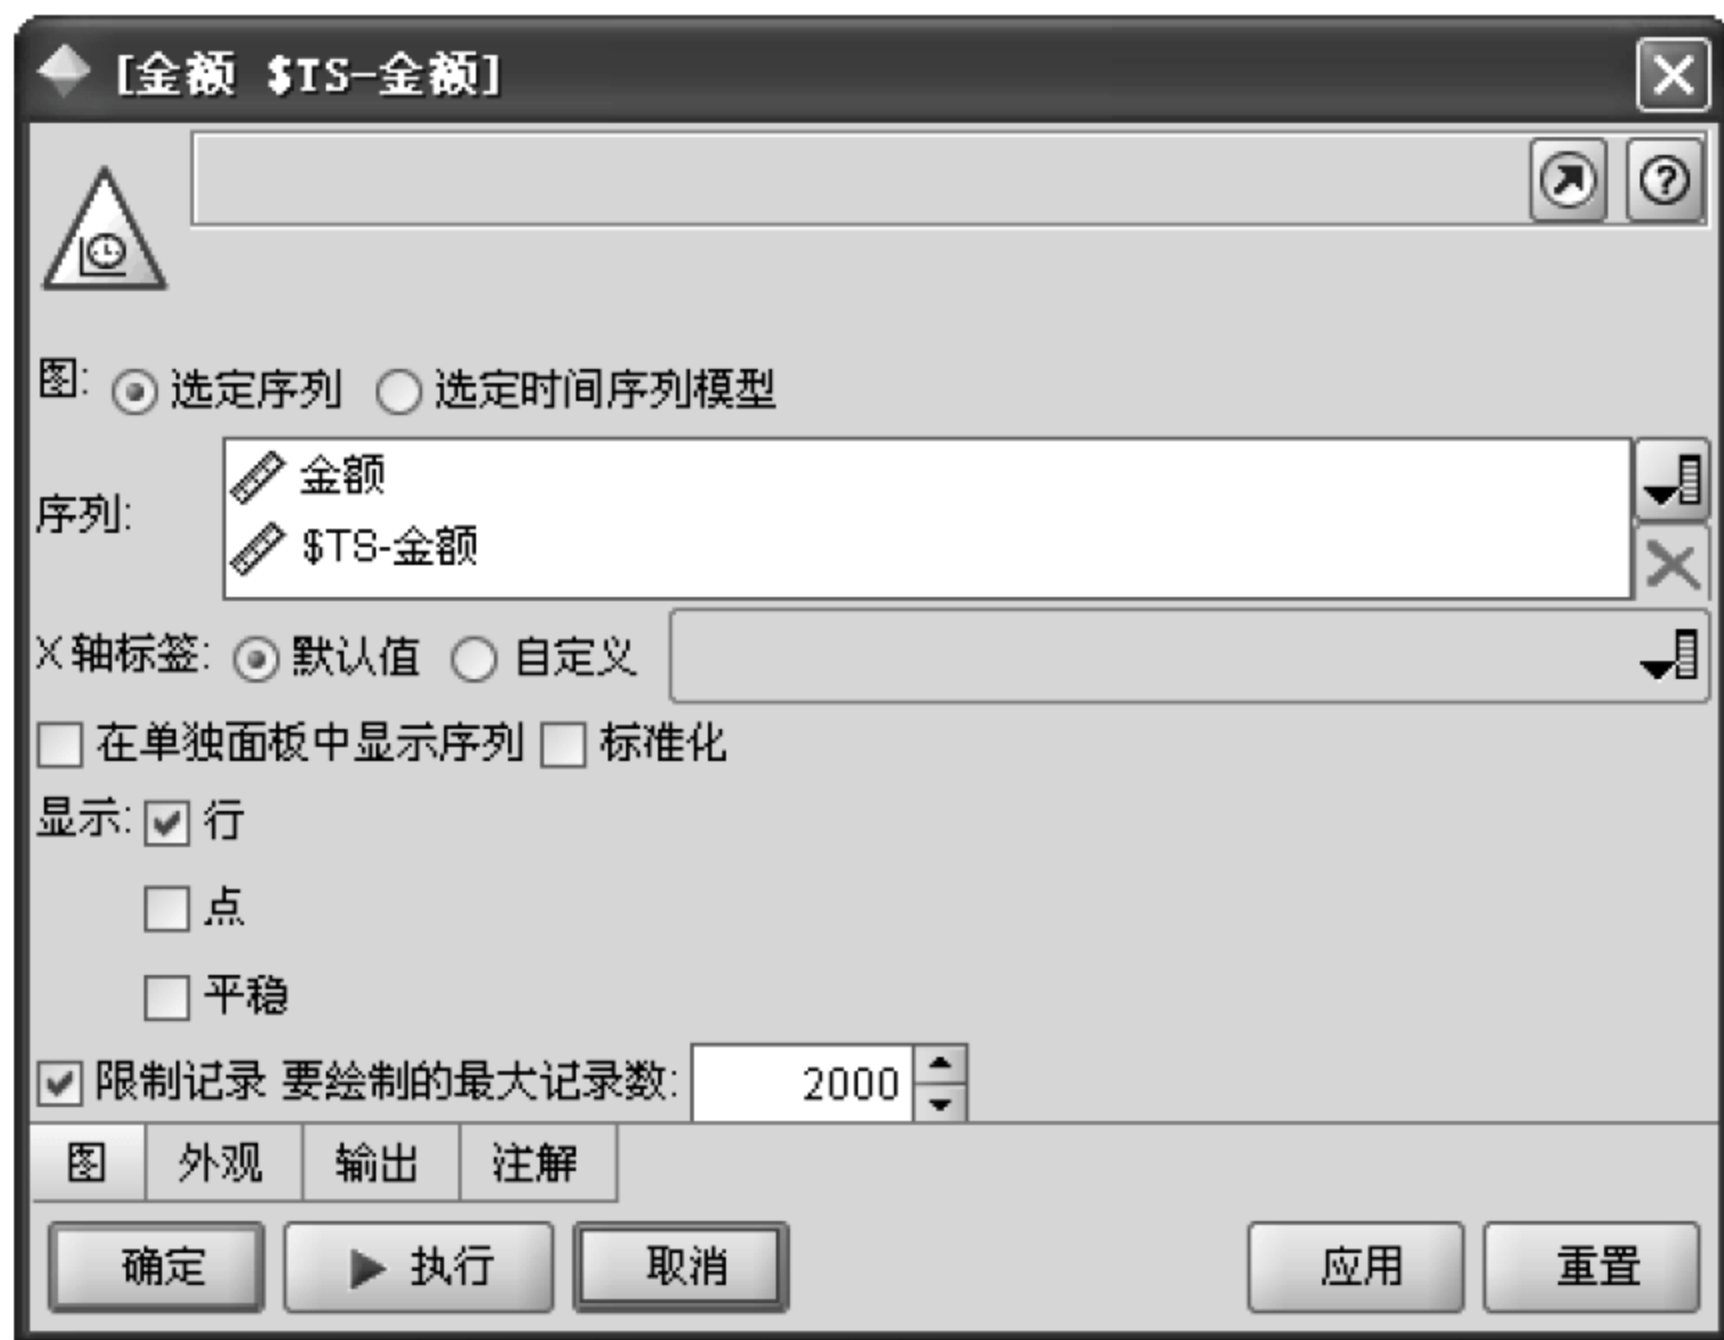 [金额 $TS-金额]
图: 选定序列 选定时间序列模型
序列: 金额
$TS-金额
X 轴标签: 默认值 自定义
在单独面板中显示序列 标准化
显示: 行
点
平稳
限制记录 要绘制的最大记录数: 2000
图 外观 输出 注解
确定 执行 取消 应用 重置